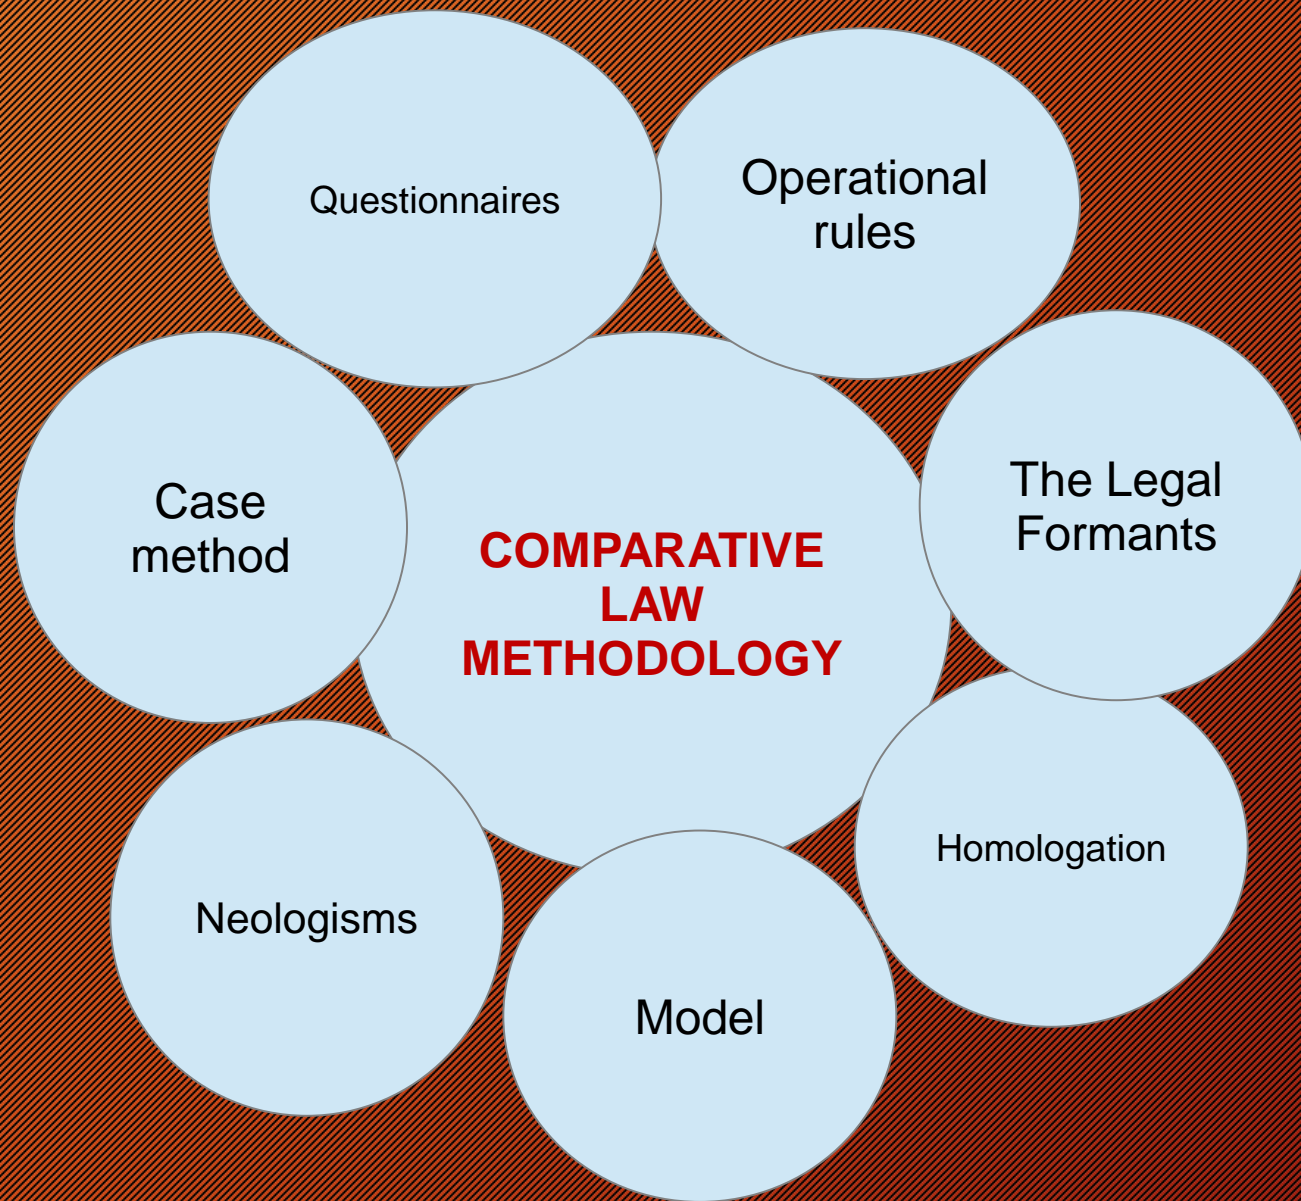 Questionnaires
Operational
rules
Case
method
The Legal
Formants
COMPARATIVE
LAW
METHODOLOGY
Homologation
Neologisms
Model